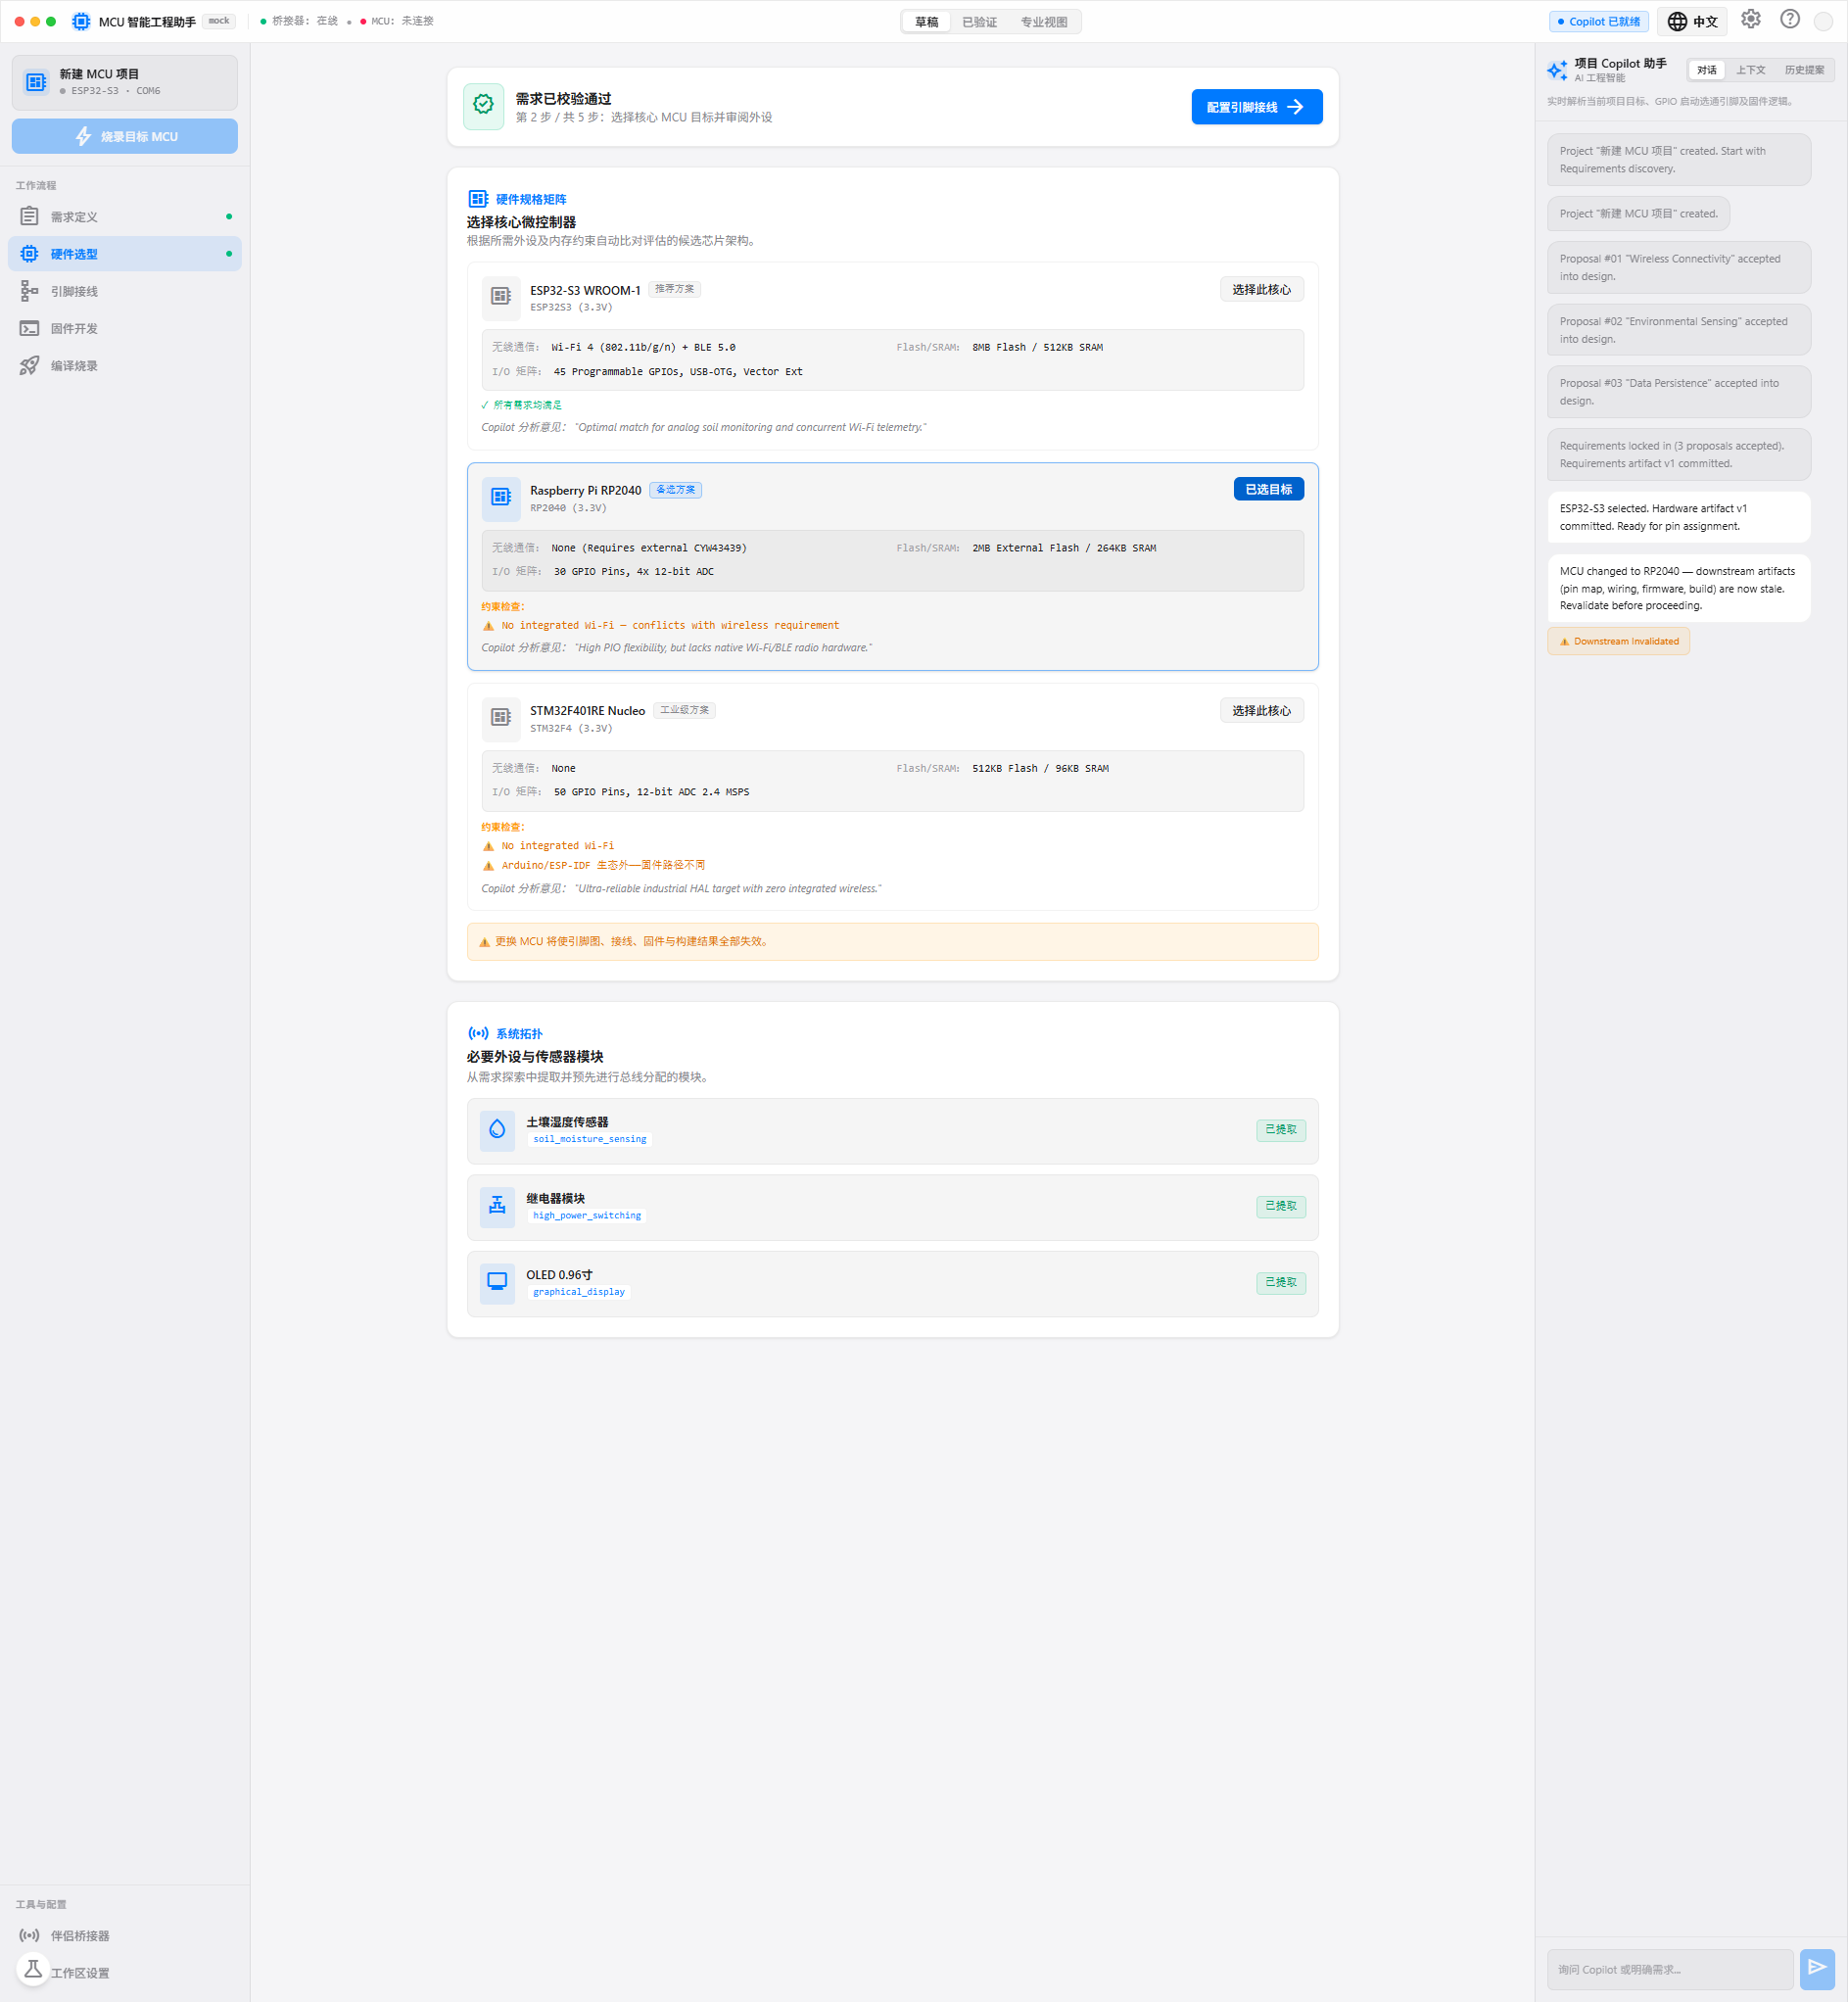 MCU 智能工程助手 mock 桥接器: 在线 MCU: 未连接
草稿 已验证 专业视图
Copilot 已就绪 中文
新建 MCU 项目
ESP32-S3 · COM6
烧录目标 MCU
工作流程
需求定义
硬件选型
引脚接线
固件开发
编译烧录
工具与配置
伴侣桥接器
工作区设置
需求已校验通过
第 2 步 / 共 5 步：选择核心 MCU 目标并审阅外设
配置引脚接线
硬件规格矩阵
选择核心微控制器
根据所需外设及内存约束自动比对评估的候选芯片架构。
ESP32-S3 WROOM-1 推荐方案
选择此核心
ESP32S3 (3.3V)
无线通信: Wi-Fi 4 (802.11b/g/n) + BLE 5.0 Flash/SRAM: 8MB Flash / 512KB SRAM
I/O 矩阵: 45 Programmable GPIOs, USB-OTG, Vector Ext
✓ 所有需求均满足
Copilot 分析意见： "Optimal match for analog soil monitoring and concurrent Wi-Fi telemetry."
Raspberry Pi RP2040 备选方案
已选目标
RP2040 (3.3V)
无线通信: None (Requires external CYW43439) Flash/SRAM: 2MB External Flash / 264KB SRAM
I/O 矩阵: 30 GPIO Pins, 4x 12-bit ADC
约束检查:
⚠ No integrated Wi-Fi — conflicts with wireless requirement
Copilot 分析意见： "High PIO flexibility, but lacks native Wi-Fi/BLE radio hardware."
STM32F401RE Nucleo 工业级方案
选择此核心
STM32F4 (3.3V)
无线通信: None Flash/SRAM: 512KB Flash / 96KB SRAM
I/O 矩阵: 50 GPIO Pins, 12-bit ADC 2.4 MSPS
约束检查:
⚠ No integrated Wi-Fi
⚠ Arduino/ESP-IDF 生态外——固件路径不同
Copilot 分析意见： "Ultra-reliable industrial HAL target with zero integrated wireless."
⚠ 更换 MCU 将使引脚图、接线、固件与构建结果全部失效。
系统拓扑
必要外设与传感器模块
从需求探索中提取并预先进行总线分配的模块。
土壤湿度传感器
soil_moisture_sensing
已提取
继电器模块
high_power_switching
已提取
OLED 0.96寸
graphical_display
已提取
项目 Copilot 助手
AI 工程智能
对话 上下文 历史提案
实时解析当前项目目标、GPIO 启动选通引脚及固件逻辑。
Project "新建 MCU 项目" created. Start with
Requirements discovery.
Project "新建 MCU 项目" created.
Proposal #01 "Wireless Connectivity" accepted
into design.
Proposal #02 "Environmental Sensing" accepted
into design.
Proposal #03 "Data Persistence" accepted into
design.
Requirements locked in (3 proposals accepted).
Requirements artifact v1 committed.
ESP32-S3 selected. Hardware artifact v1
committed. Ready for pin assignment.
MCU changed to RP2040 — downstream artifacts
(pin map, wiring, firmware, build) are now stale.
Revalidate before proceeding.
⚠ Downstream Invalidated
询问 Copilot 或明确需求...